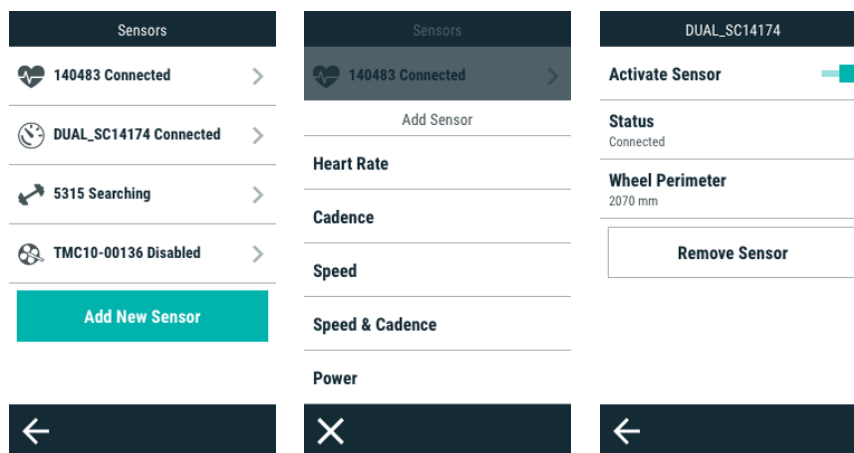 Sensors
140483 Connected
DUAL_SC14174 Connected
5315 Searching
TMC10-00136 Disabled
Add New Sensor
Sensors
140483 Connected
Add Sensor
Heart Rate
Cadence
Speed
Speed & Cadence
Power
DUAL_SC14174
Activate Sensor
Status
Connected
Wheel Perimeter
2070 mm
Remove Sensor